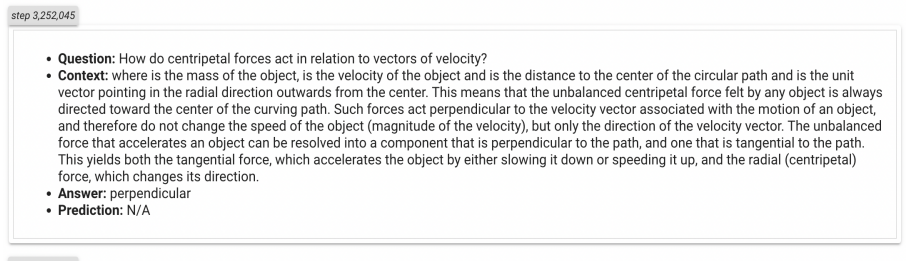 step 3,252,045
• Question: How do centripetal forces act in relation to vectors of velocity?
• Context: where is the mass of the object, is the velocity of the object and is the distance to the center of the circular path and is the unit
vector pointing in the radial direction outwards from the center. This means that the unbalanced centripetal force felt by any object is always
directed toward the center of the curving path. Such forces act perpendicular to the velocity vector associated with the motion of an object,
and therefore do not change the speed of the object (magnitude of the velocity), but only the direction of the velocity vector. The unbalanced
force that accelerates an object can be resolved into a component that is perpendicular to the path, and one that is tangential to the path.
This yields both the tangential force, which accelerates the object by either slowing it down or speeding it up, and the radial (centripetal)
force, which changes its direction.
• Answer: perpendicular
• Prediction: N/A